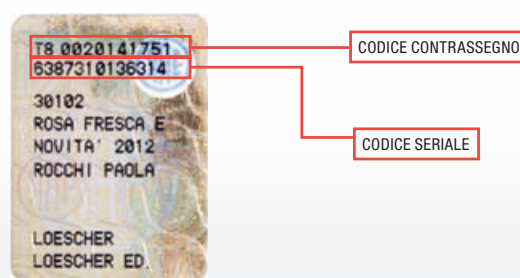 T8 0020141751
6387310136314
30102
ROSA FRESCA E
NOVITA' 2012
ROCCHI PAOLA
LOESCHER
LOESCHER ED.
CODICE CONTRASSEGNO
CODICE SERIALE